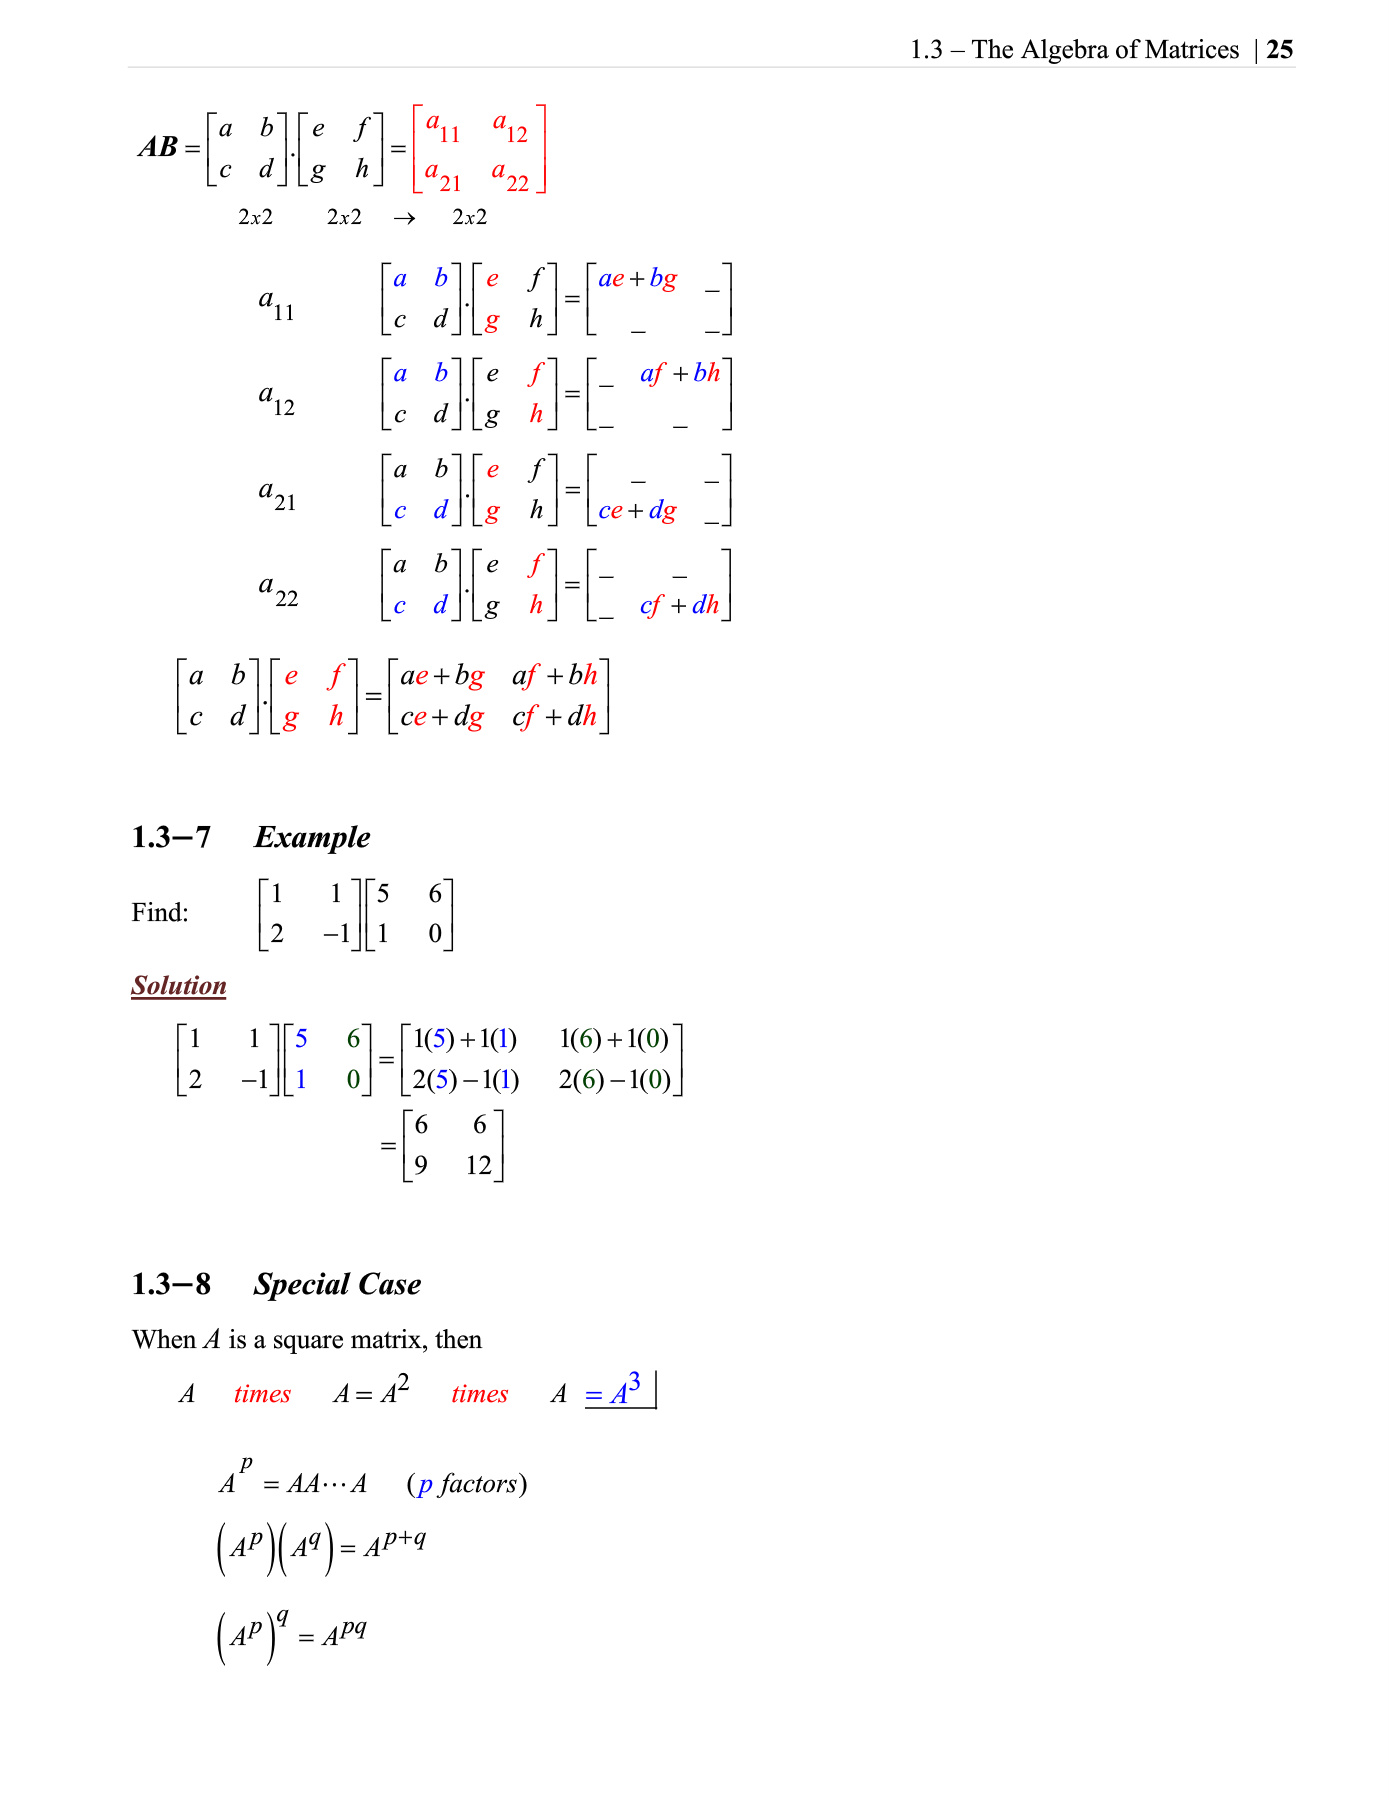 1.3 – The Algebra of Matrices | 25
AB = [a b; c d] . [e f; g h] = [a₁₁ a₁₂; a₂₁ a₂₂]
2x2 2x2 → 2x2
a₁₁ [a b; c d] . [e f; g h] = [ae + bg _; _ _]
a₁₂ [a b; c d] . [e f; g h] = [_ af + bh; _ _]
a₂₁ [a b; c d] . [e f; g h] = [_ _; ce + dg _]
a₂₂ [a b; c d] . [e f; g h] = [_ _; _ cf + dh]
[a b; c d] . [e f; g h] = [ae + bg af + bh; ce + dg cf + dh]
1.3–7 Example
Find: [1 1; 2 –1] [5 6; 1 0]
Solution
[1 1; 2 –1] [5 6; 1 0] = [1(5) + 1(1) 1(6) + 1(0); 2(5) – 1(1) 2(6) – 1(0)]
= [6 6; 9 12]
1.3–8 Special Case
When A is a square matrix, then
A times A = A² times A = A³
Aᵖ = AA⋯A (p factors)
(A^p)(A^q) = A^(p+q)
(A^p)^q = A^(pq)